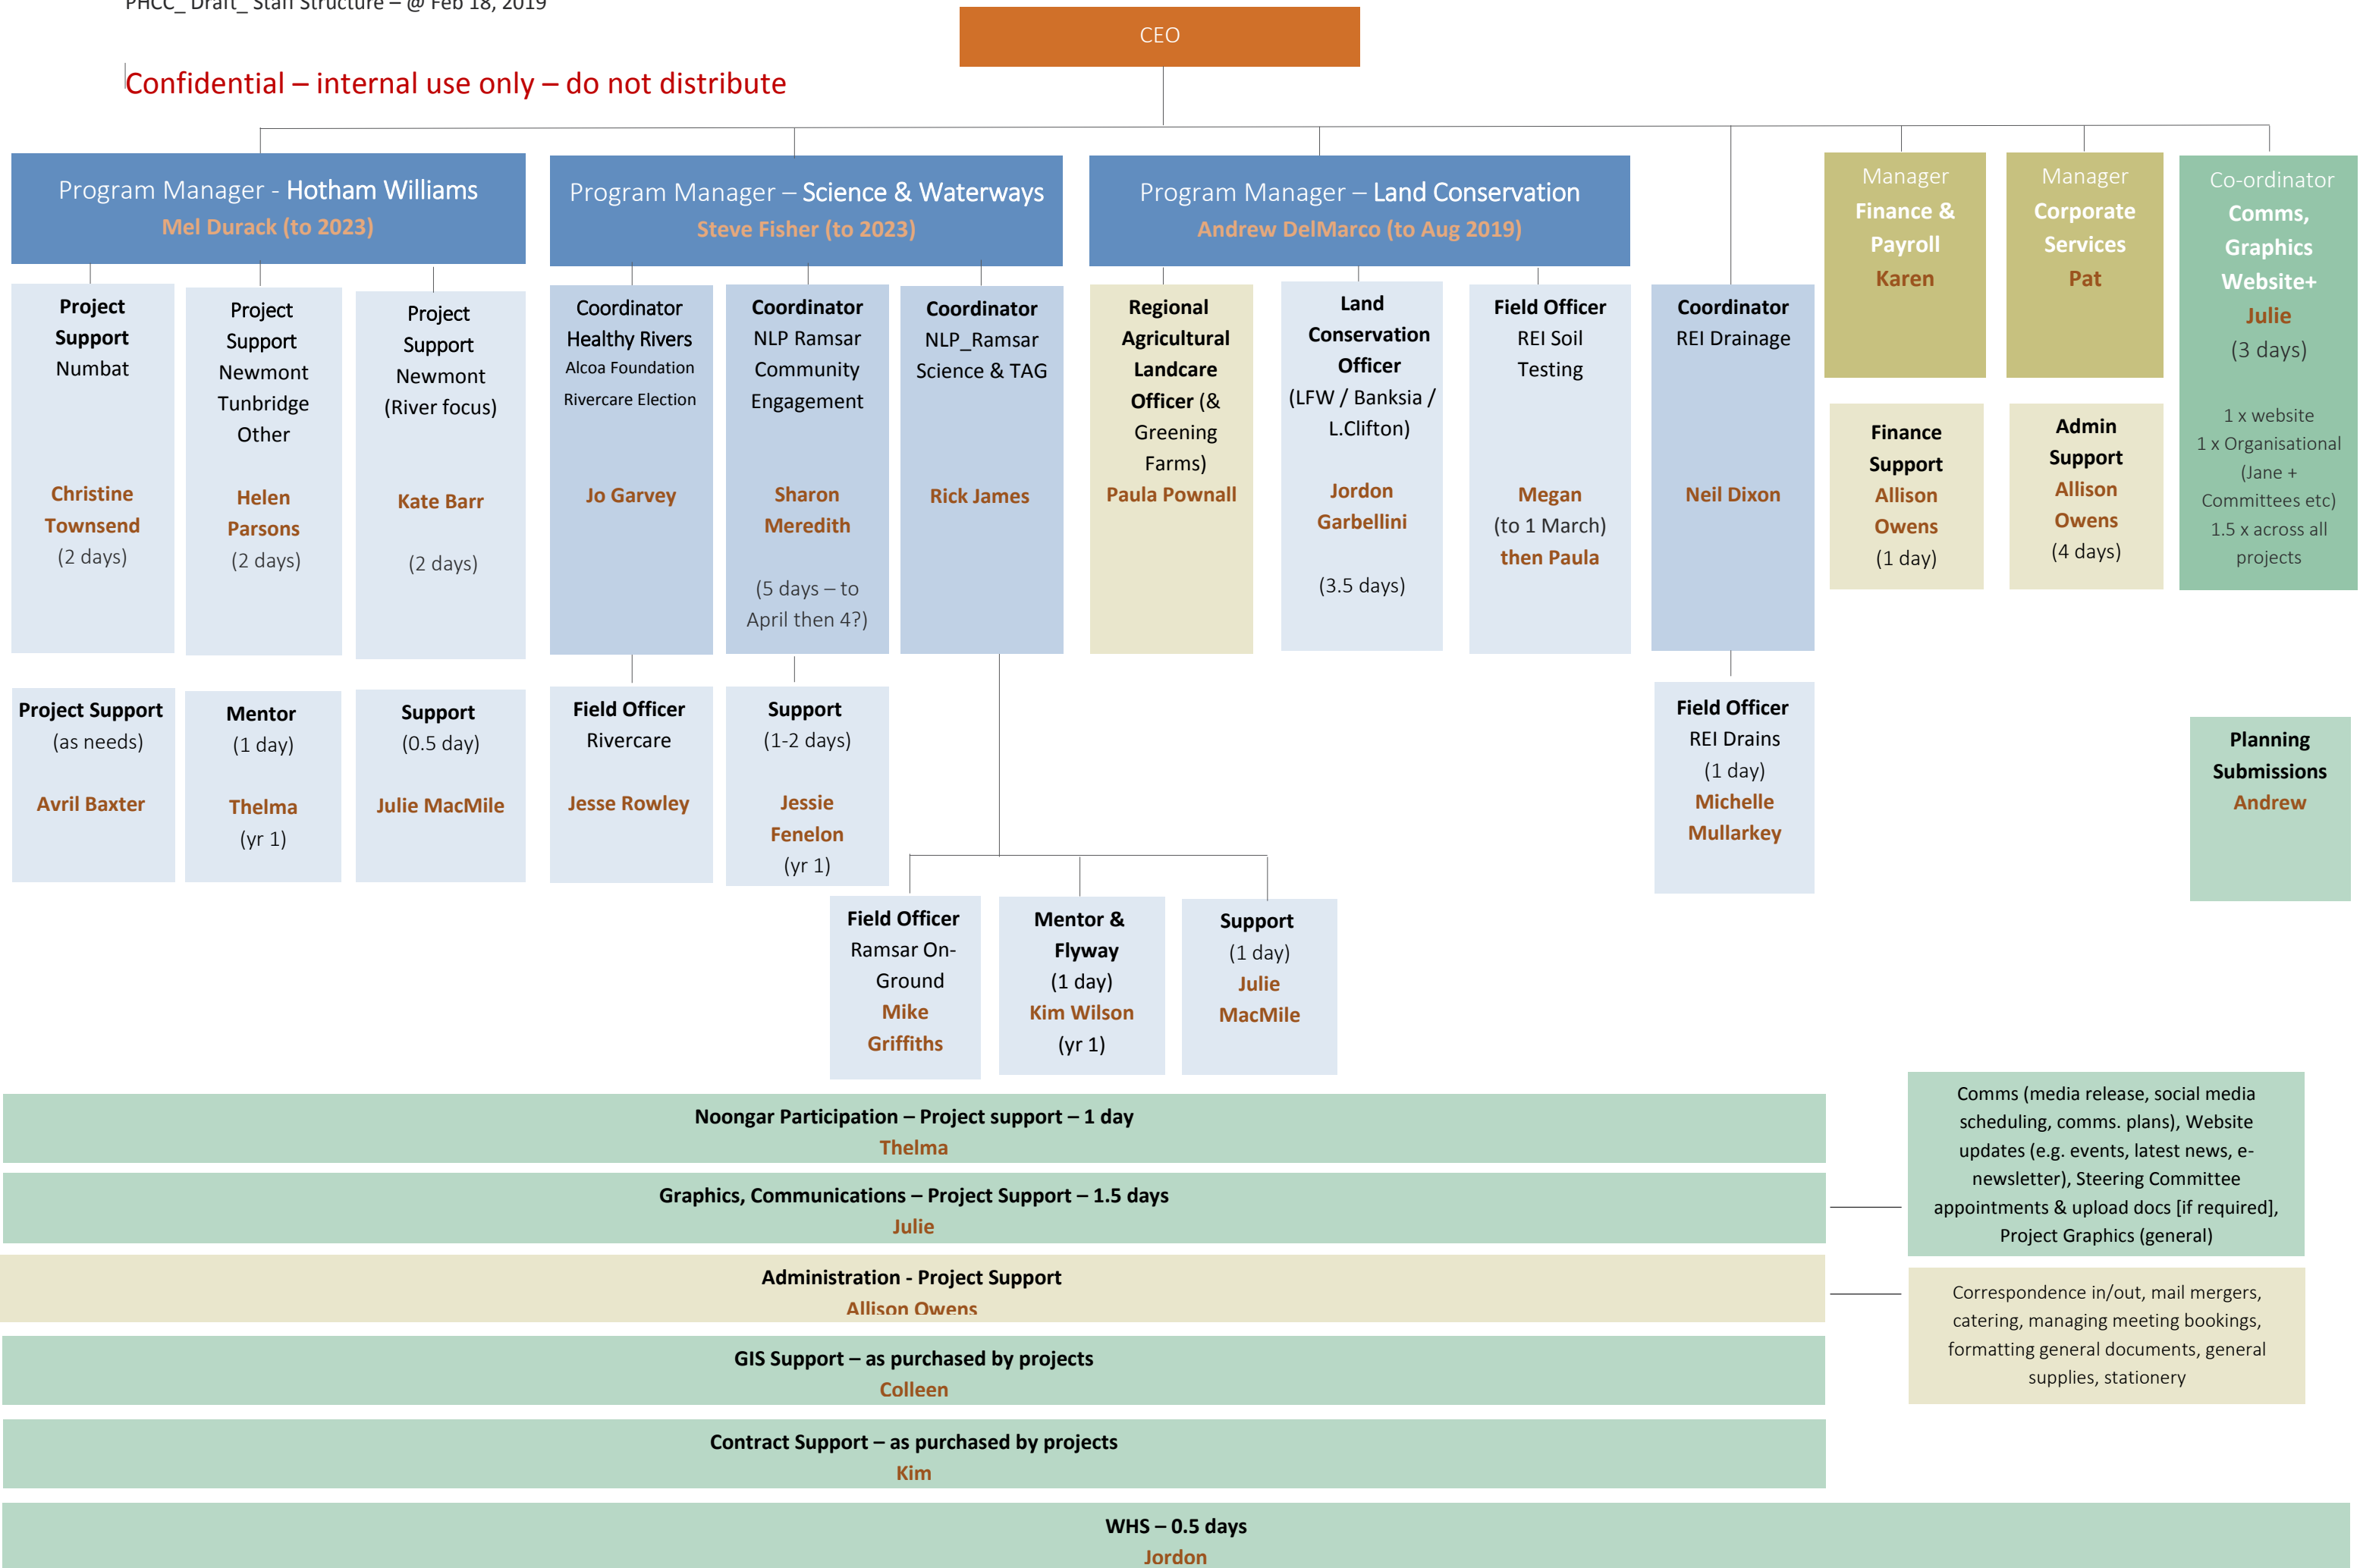 PHCC_ Draft_ Staff Structure – @ Feb 18, 2019
CEO
Confidential – internal use only – do not distribute
Program Manager - Hotham Williams
Mel Durack (to 2023)
Program Manager – Science & Waterways
Steve Fisher (to 2023)
Program Manager – Land Conservation
Andrew DelMarco (to Aug 2019)
Manager
Finance &
Payroll
Karen
Manager
Corporate
Services
Pat
Co-ordinator
Comms,
Graphics
Website+
Julie
(3 days)
1 x website
1 x Organisational
(Jane +
Committees etc)
1.5 x across all
projects
Project
Support
Numbat
Christine
Townsend
(2 days)
Project
Support
Newmont
Tunbridge
Other
Helen
Parsons
(2 days)
Project
Support
Newmont
(River focus)
Kate Barr
(2 days)
Coordinator
Healthy Rivers
Alcoa Foundation
Rivercare Election
Jo Garvey
Coordinator
NLP Ramsar
Community
Engagement
Sharon
Meredith
(5 days – to
April then 4?)
Coordinator
NLP_Ramsar
Science & TAG
Rick James
Regional
Agricultural
Landcare
Officer (&
Greening
Farms)
Paula Pownall
Land
Conservation
Officer
(LFW / Banksia /
L.Clifton)
Jordon
Garbellini
(3.5 days)
Field Officer
REI Soil
Testing
Megan
(to 1 March)
then Paula
Coordinator
REI Drainage
Neil Dixon
Finance
Support
Allison
Owens
(1 day)
Admin
Support
Allison
Owens
(4 days)
Project Support
(as needs)
Avril Baxter
Mentor
(1 day)
Thelma
(yr 1)
Support
(0.5 day)
Julie MacMile
Field Officer
Rivercare
Jesse Rowley
Support
(1-2 days)
Jessie
Fenelon
(yr 1)
Field Officer
REI Drains
(1 day)
Michelle
Mullarkey
Planning
Submissions
Andrew
Field Officer
Ramsar On-
Ground
Mike
Griffiths
Mentor &
Flyway
(1 day)
Kim Wilson
(yr 1)
Support
(1 day)
Julie
MacMile
Noongar Participation – Project support – 1 day
Thelma
Graphics, Communications – Project Support – 1.5 days
Julie
Comms (media release, social media
scheduling, comms. plans), Website
updates (e.g. events, latest news, e-
newsletter), Steering Committee
appointments & upload docs [if required],
Project Graphics (general)
Administration - Project Support
Allison Owens
Correspondence in/out, mail mergers,
catering, managing meeting bookings,
formatting general documents, general
supplies, stationery
GIS Support – as purchased by projects
Colleen
Contract Support – as purchased by projects
Kim
WHS – 0.5 days
Jordon